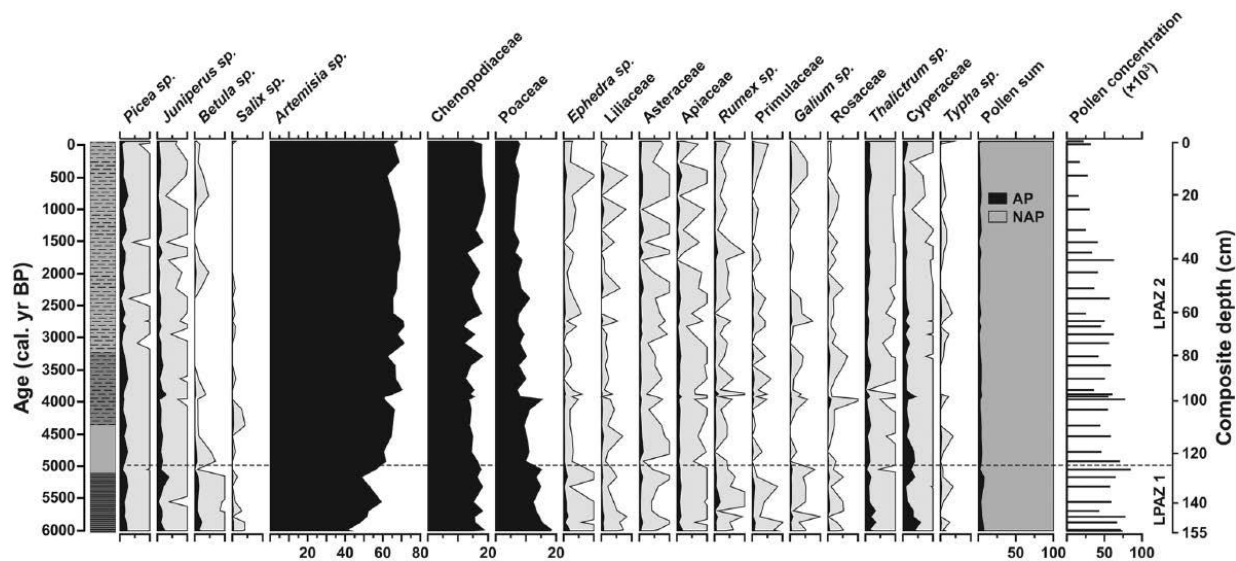 Picea sp.
Juniperus sp.
Betula sp.
Salix sp.
Artemisia sp.
Chenopodiaceae
Poaceae
Ephedra sp.
Liliaceae
Asteraceae
Apiaceae
Rumex sp.
Primulaceae
Galium sp.
Rosaceae
Thalictrum sp.
Cyperaceae
Typha sp.
Pollen sum
Pollen concentration
(×10³)
Age (cal. yr BP)
0
500
1000
1500
2000
2500
3000
3500
4000
4500
5000
5500
6000
AP
NAP
0
20
40
60
80
100
120
140
155
Composite depth (cm)
LPAZ 2
LPAZ 1
20 40 60 80 20 20 50 100 50 100